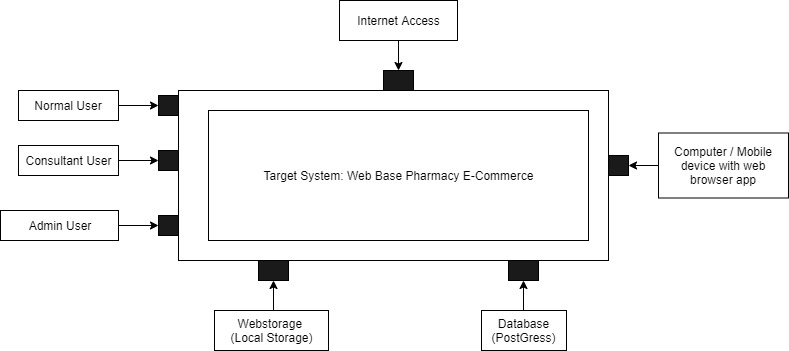 Internet Access
Normal User
Consultant User
Admin User
Target System: Web Base Pharmacy E-Commerce
Computer / Mobile
device with web
browser app
Webstorage
(Local Storage)
Database
(PostGress)